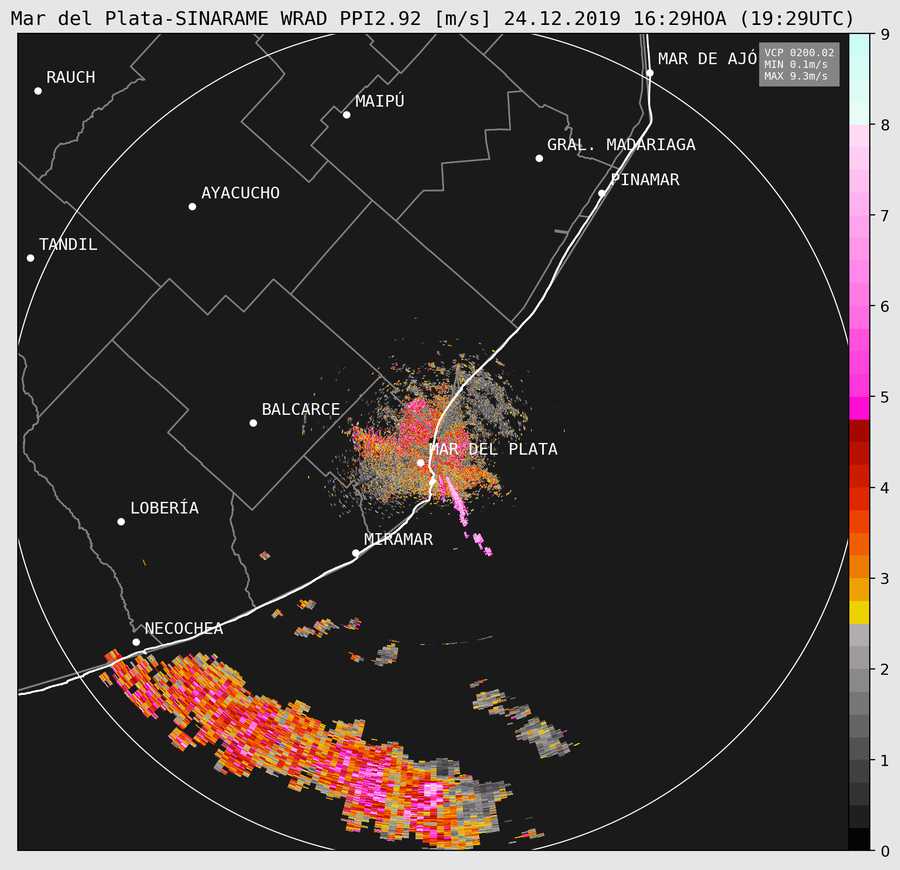 Mar del Plata-SINARAME WRAD PPI2.92 [m/s] 24.12.2019 16:29HOA (19:29UTC)
9
MAR DE AJÓ
VCP 0200.02
MIN 0.1m/s
MAX 9.3m/s
RAUCH
MAIPÚ
8
GRAL. MADARIAGA
PINAMAR
AYACUCHO
7
TANDIL
6
5
BALCARCE
MAR DEL PLATA
4
LOBERÍA
MIRAMAR
3
NECOCHEA
2
1
0